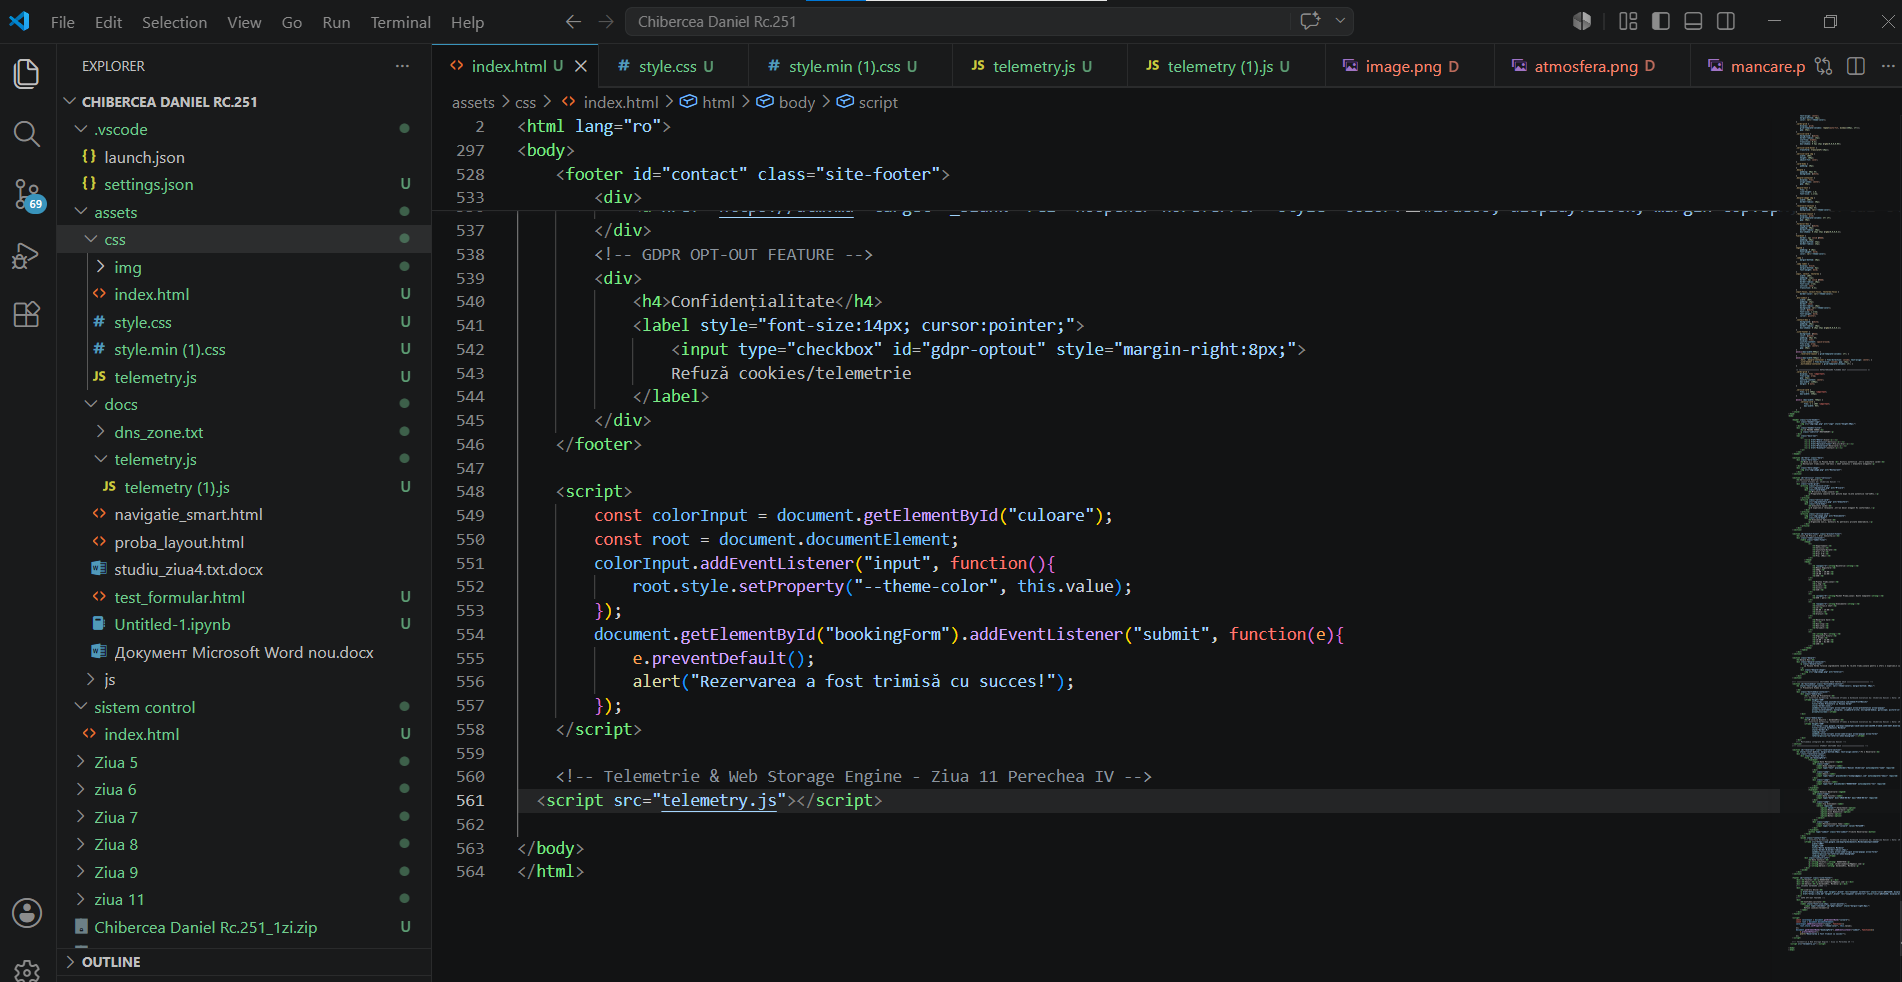 File Edit Selection View Go Run Terminal Help
Chibercea Daniel Rc.251
EXPLORER
CHIBERCEA DANIEL RC.251
.vscode
{} launch.json
{} settings.json U
assets
css
img
<> index.html U
# style.css U
# style.min (1).css U
JS telemetry.js U
docs
dns_zone.txt
telemetry.js
JS telemetry (1).js U
<> navigatie_smart.html
<> proba_layout.html
studiu_ziua4.txt.docx
<> test_formular.html U
Untitled-1.ipynb U
Документ Microsoft Word nou.docx
js
sistem control
<> index.html U
Ziua 5
ziua 6
Ziua 7
Ziua 8
Ziua 9
ziua 11
Chibercea Daniel Rc.251_1zi.zip U
OUTLINE
69
<> index.html U
# style.css U
# style.min (1).css U
JS telemetry.js U
JS telemetry (1).js U
image.png D
atmosfera.png D
mancare.p
assets > css > <> index.html > html > body > script
2 <html lang="ro">
297 <body>
528 <footer id="contact" class="site-footer">
533 <div>
537 </div>
538 <!-- GDPR OPT-OUT FEATURE -->
539 <div>
540 <h4>Confidențialitate</h4>
541 <label style="font-size:14px; cursor:pointer;">
542 <input type="checkbox" id="gdpr-optout" style="margin-right:8px;">
543 Refuză cookies/telemetrie
544 </label>
545 </div>
546 </footer>
547
548 <script>
549 const colorInput = document.getElementById("culoare");
550 const root = document.documentElement;
551 colorInput.addEventListener("input", function(){
552 root.style.setProperty("--theme-color", this.value);
553 });
554 document.getElementById("bookingForm").addEventListener("submit", function(e){
555 e.preventDefault();
556 alert("Rezervarea a fost trimisă cu succes!");
557 });
558 </script>
559
560 <!-- Telemetrie & Web Storage Engine - Ziua 11 Perechea IV -->
561 <script src="telemetry.js"></script>
562
563 </body>
564 </html>